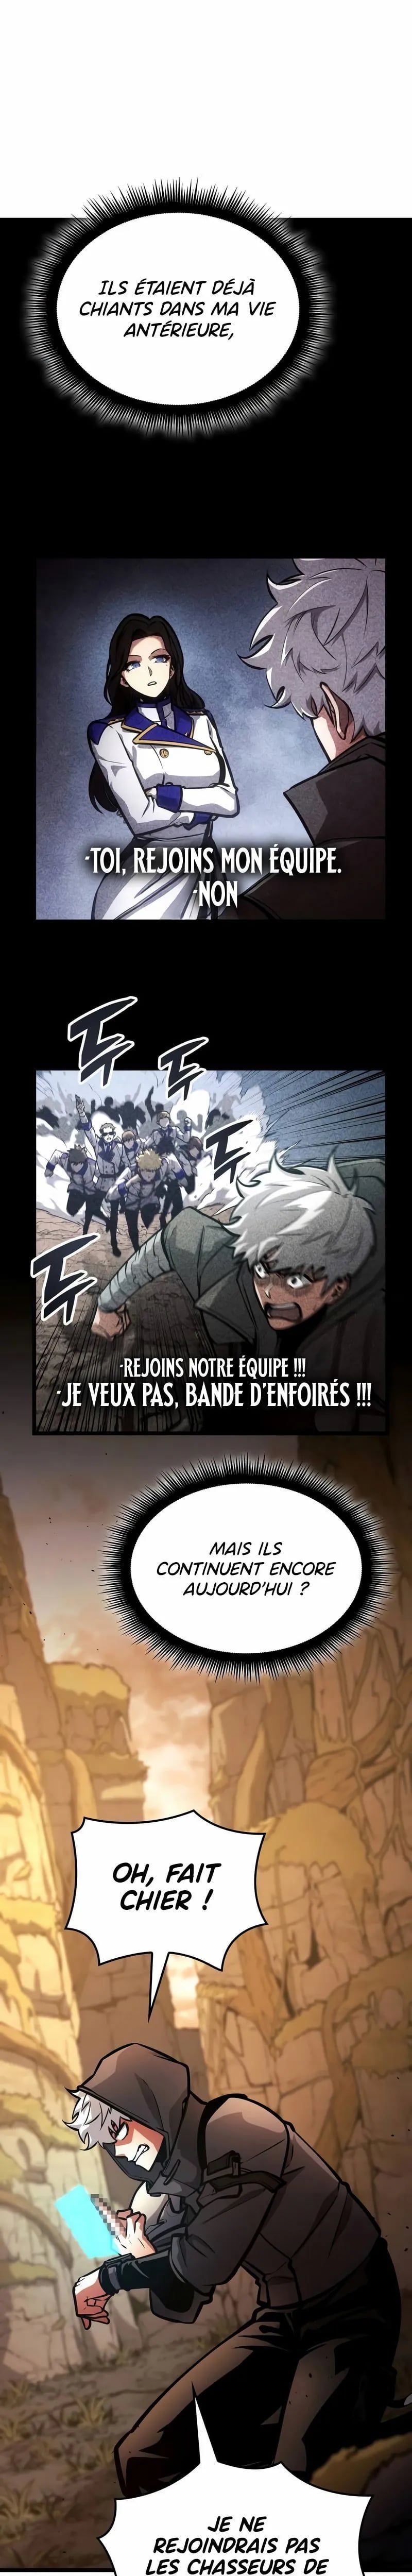 ILS ÉTAIENT DÉJÀ
CHIANTS DANS MA VIE
ANTÉRIEURE,
-TOI, REJOINS MON ÉQUIPE.
-NON
-REJOINS NOTRE ÉQUIPE !!!
-JE VEUX PAS, BANDE D'ENFOIRÉS !!!
MAIS ILS
CONTINUENT ENCORE
AUJOURD'HUI ?
OH, FAIT
CHIER !
JE NE
REJOINDRAIS PAS
LES CHASSEURS DE